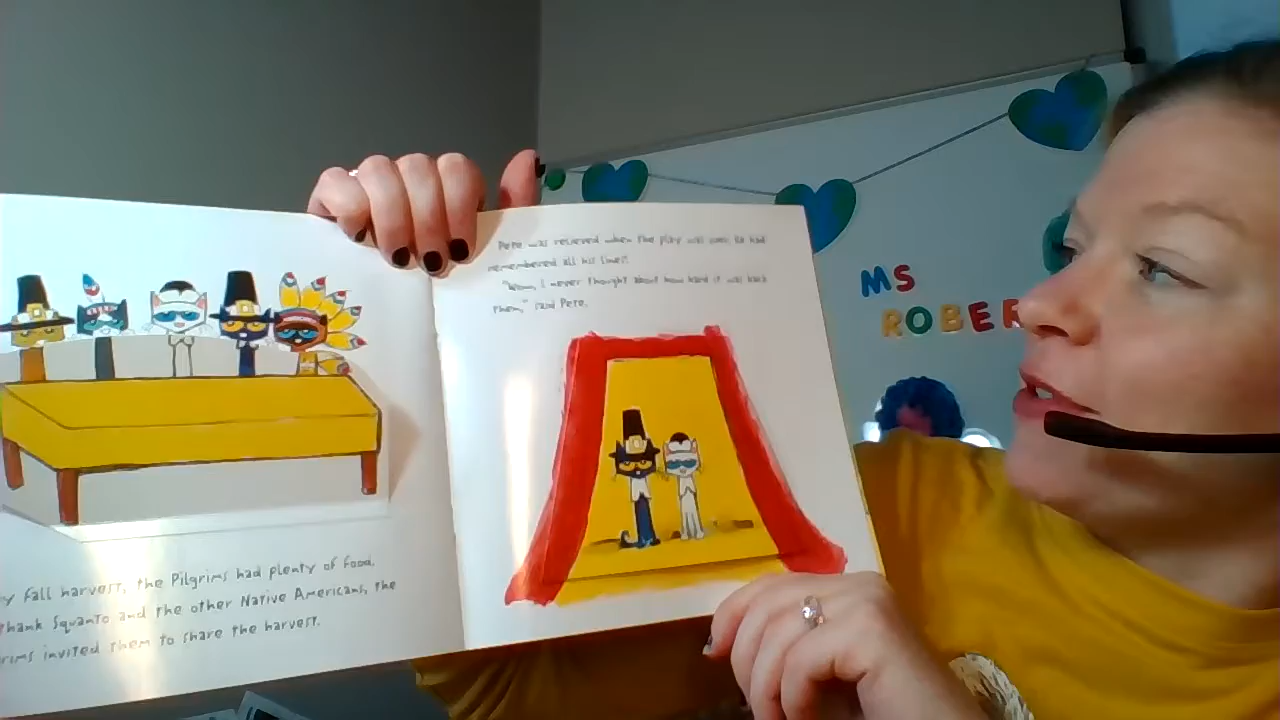 y fall harvest, the Pilgrims had plenty of food.
thank Squanto and the other Native Americans, the
rims invited them to share the harvest.
Pete was relieved when the play was over. He had
remembered all his lines!
"Wow, I never thought about how hard it was back
then," said Pete.
MS
ROBER